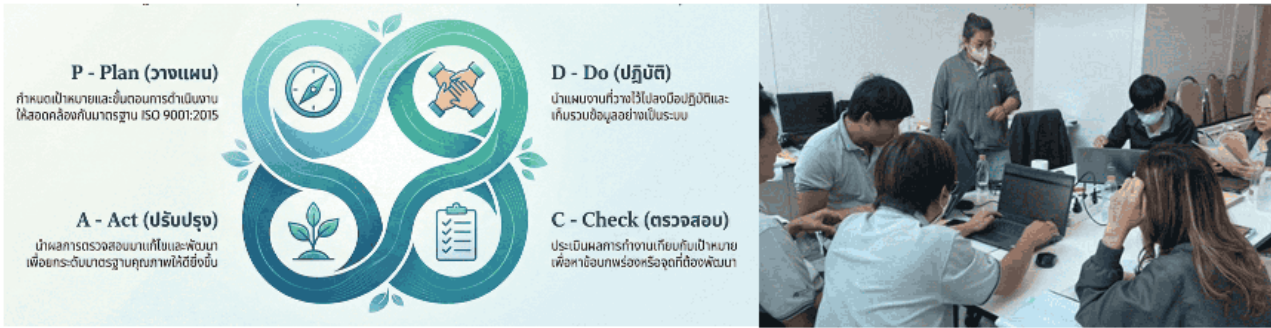 P - Plan (วางแผน)
กำหนดเป้าหมายและขั้นตอนการดำเนินงาน
ให้สอดคล้องกับมาตรฐาน ISO 9001:2015
D - Do (ปฏิบัติ)
นำแผนงานที่วางไว้ไปลงมือปฏิบัติและ
เก็บรวบข้อมูลอย่างเป็นระบบ
A - Act (ปรับปรุง)
นำผลการตรวจสอบมาแก้ไขและพัฒนา
เพื่อยกระดับมาตรฐานคุณภาพให้ดียิ่งขึ้น
C - Check (ตรวจสอบ)
ประเมินผลการทำงานเทียบกับเป้าหมาย
เพื่อหาข้อบกพร่องหรือจุดที่ต้องพัฒนา